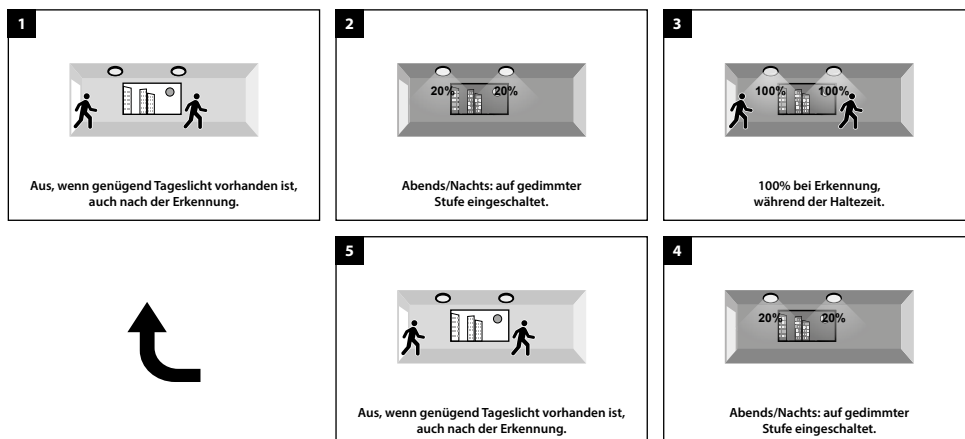 1
20% 20%
Aus, wenn genügend Tageslicht vorhanden ist,
auch nach der Erkennung.
2
Abends/Nachts: auf gedimmter
Stufe eingeschaltet.
3
100% 100%
100% bei Erkennung,
während der Haltezeit.
4
20% 20%
Abends/Nachts: auf gedimmter
Stufe eingeschaltet.
5
Aus, wenn genügend Tageslicht vorhanden ist,
auch nach der Erkennung.